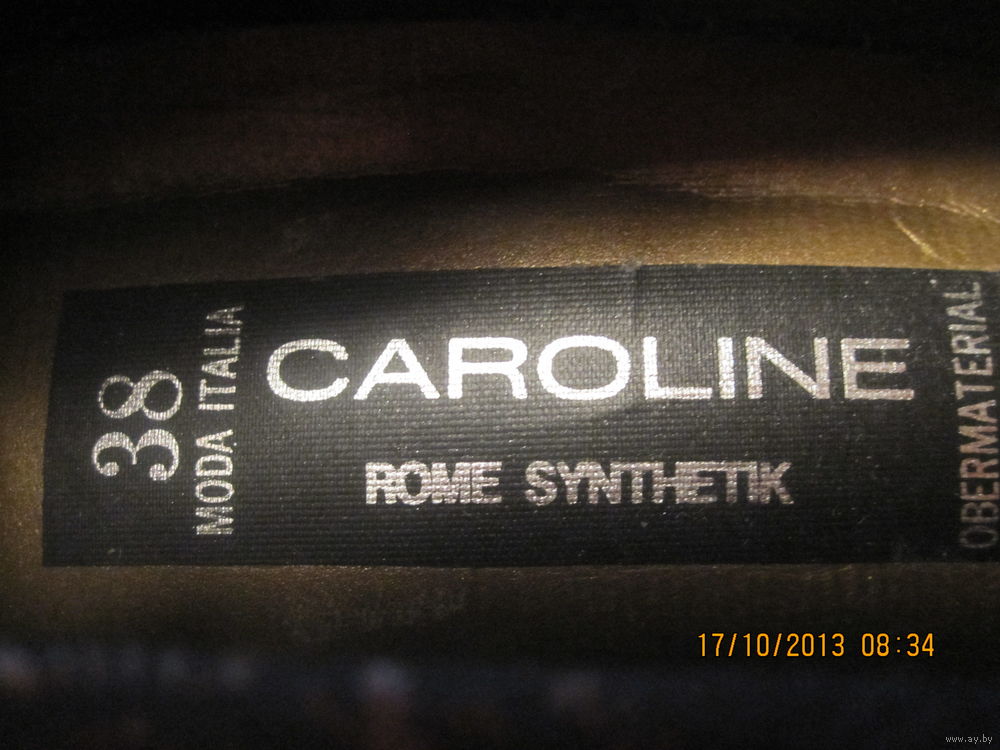 38
MODA ITALIA
CAROLINE
ROME SYNTHETIK
OBERMATERIAL
17/10/2013 08:34
www.ay.by